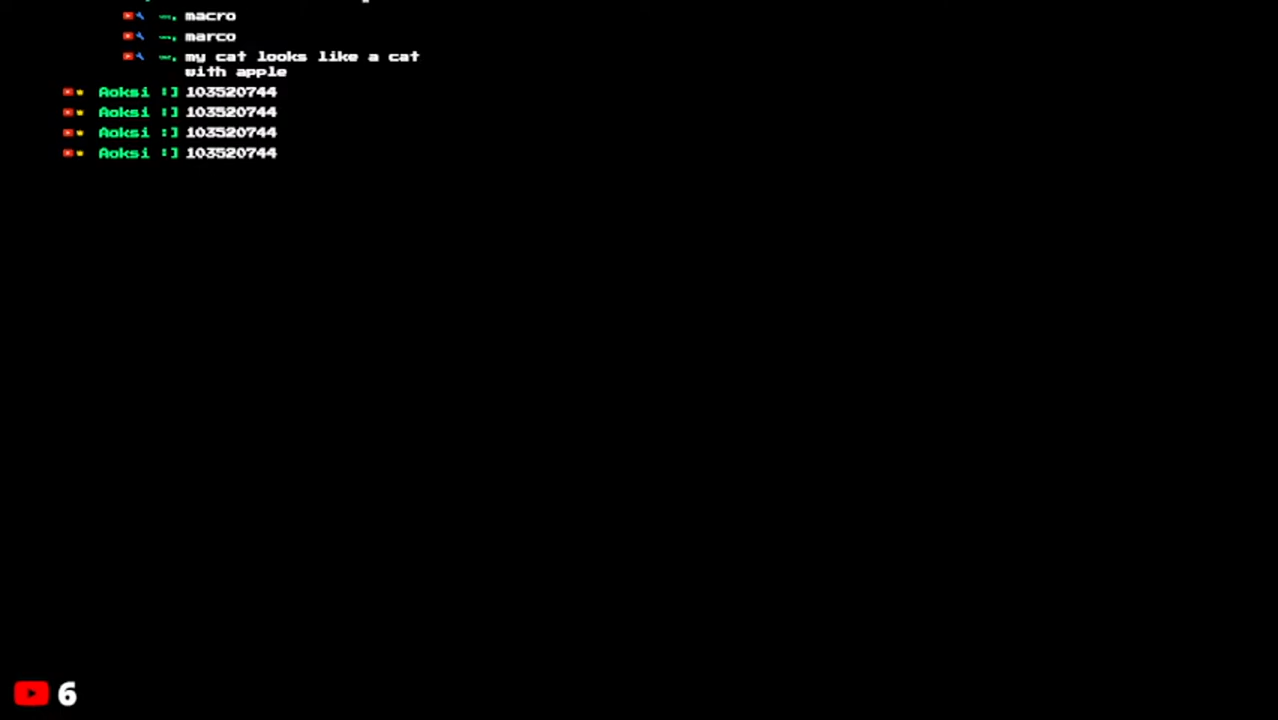 macro
marco
my cat looks like a cat
with apple
Aoksi :] 103520744
Aoksi :] 103520744
Aoksi :] 103520744
Aoksi :] 103520744
6